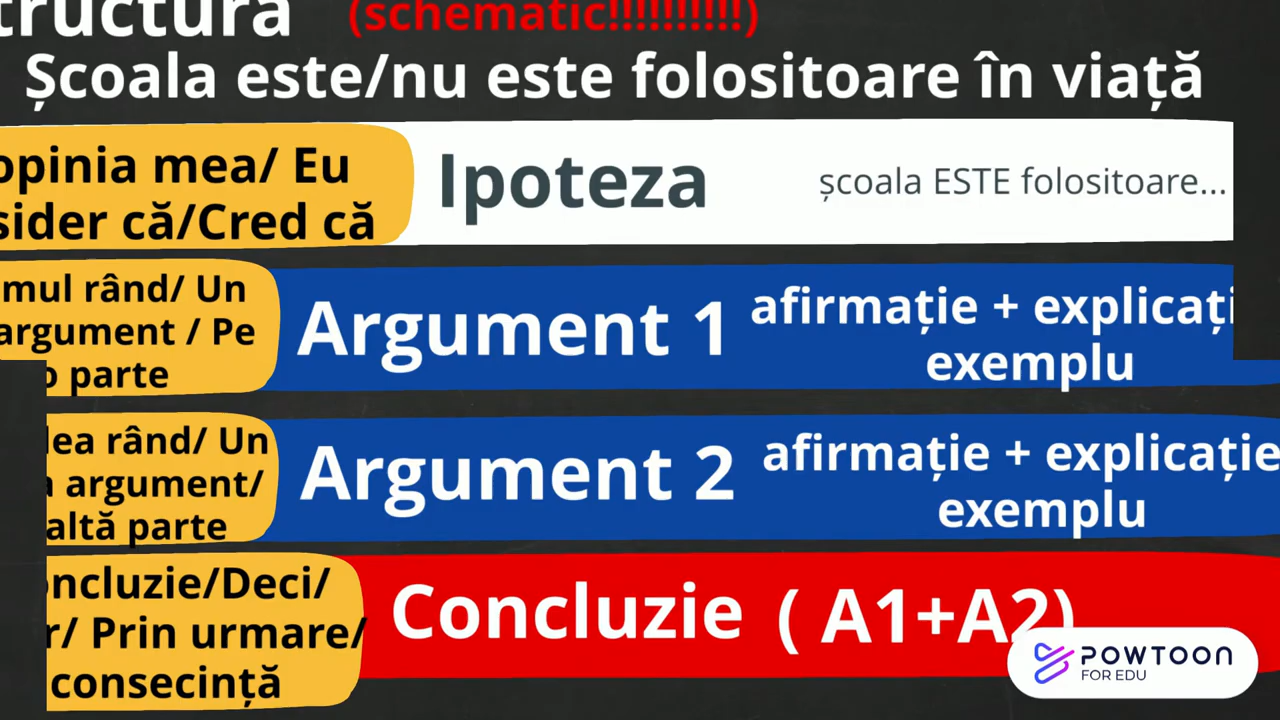 tructura (schematic!!!!!!!!!!)
Școala este/nu este folositoare în viață
opinia mea/ Eu
sider că/Cred că
Ipoteza
școala ESTE folositoare...
mul rând/ Un
argument / Pe
o parte
Argument 1
afirmație + explicați
exemplu
lea rând/ Un
a argument/
altă parte
Argument 2
afirmație + explicație
exemplu
oncluzie/Deci/
r/ Prin urmare/
consecință
Concluzie ( A1+A2)
POWTOON
FOR EDU